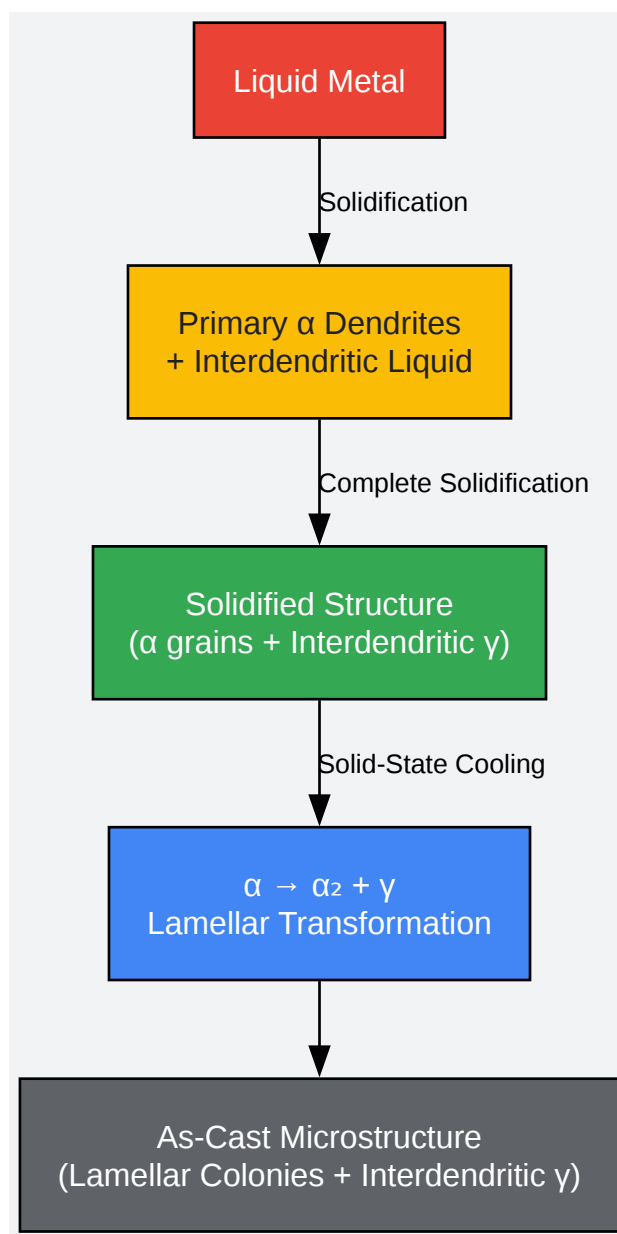 Liquid Metal
Solidification
Primary α Dendrites
+ Interdendritic Liquid
Complete Solidification
Solidified Structure
(α grains + Interdendritic γ)
Solid-State Cooling
α → α₂ + γ
Lamellar Transformation
As-Cast Microstructure
(Lamellar Colonies + Interdendritic γ)